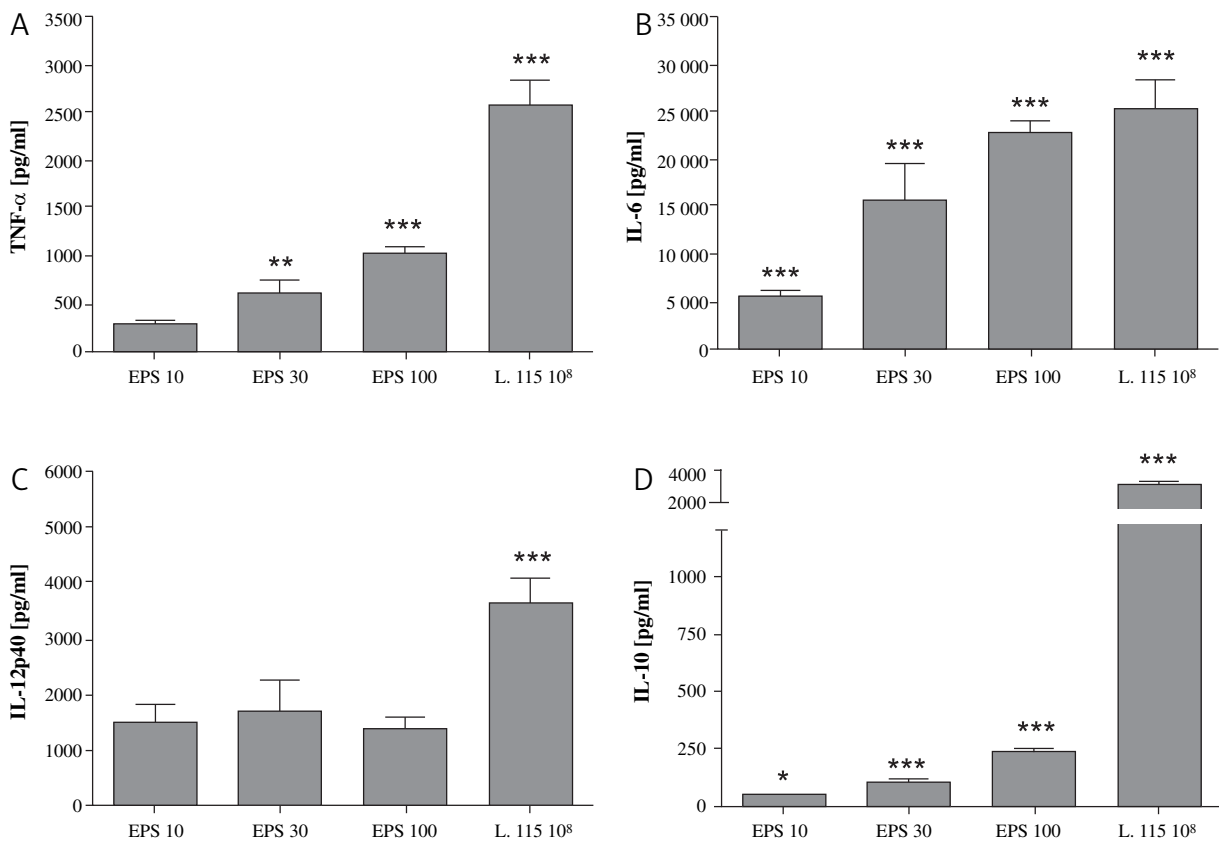 A
TNF-α [pg/ml]
3500
3000
2500
2000
1500
1000
500
0
**
***
***
EPS 10
EPS 30
EPS 100
L. 115 10⁸
B
IL-6 [pg/ml]
35 000
30 000
25 000
20 000
15 000
10 000
5 000
0
***
***
***
***
EPS 10
EPS 30
EPS 100
L. 115 10⁸
C
IL-12p40 [pg/ml]
6000
5000
4000
3000
2000
1000
0
***
EPS 10
EPS 30
EPS 100
L. 115 10⁸
D
IL-10 [pg/ml]
4000
2000
1000
750
500
250
0
*
***
***
***
EPS 10
EPS 30
EPS 100
L. 115 10⁸